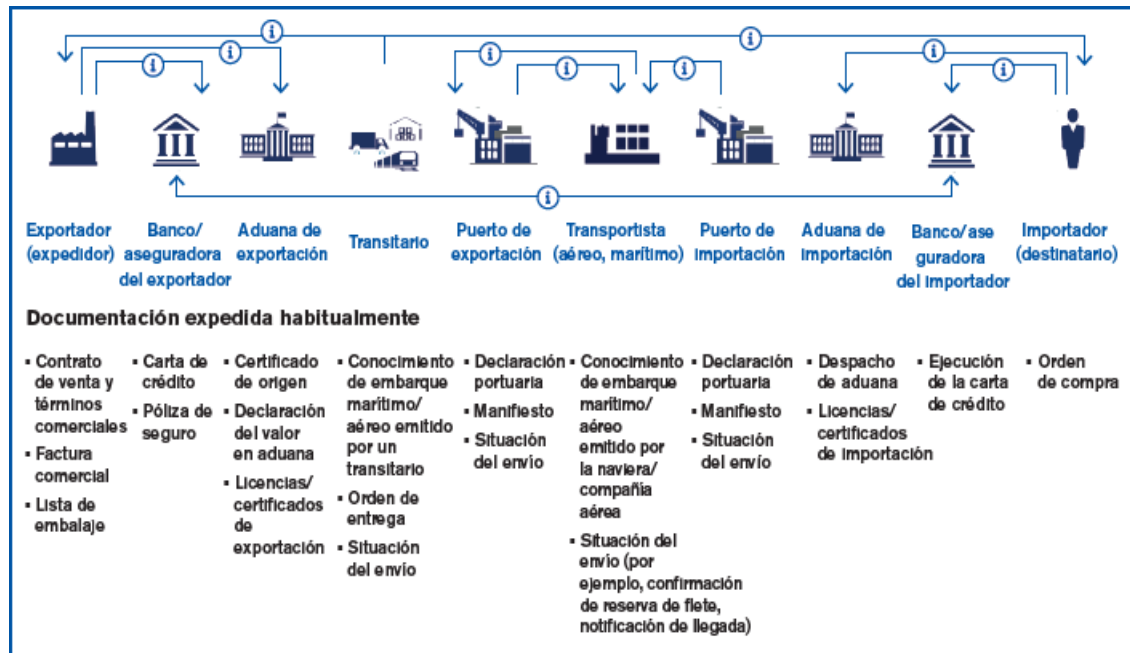 Exportador
(expedidor)
Banco/
aseguradora
del exportador
Aduana de
exportación
Transitario
Puerto de
exportación
Transportista
(aéreo, marítimo)
Puerto de
importación
Aduana de
importación
Banco/ase
guradora
del importador
Importador
(destinatario)
Documentación expedida habitualmente
▪ Contrato
de venta y
términos
comerciales
▪ Factura
comercial
▪ Lista de
embalaje
▪ Carta de
crédito
▪ Póliza de
seguro
▪ Certificado
de origen
▪ Declaración
del valor
en aduana
▪ Licencias/
certificados
de
exportación
▪ Conocimiento
de embarque
marítimo/
aéreo emitido
por un
transitario
▪ Orden de
entrega
▪ Situación
del envío
▪ Declaración
portuaria
▪ Manifiesto
▪ Situación
del envío
▪ Conocimiento
de embarque
marítimo/
aéreo
emitido por
la naviera/
compañía
aérea
▪ Situación del
envío (por
ejemplo, confirmación
de reserva de flete,
notificación de llegada)
▪ Declaración
portuaria
▪ Manifiesto
▪ Situación
del envío
▪ Despacho
de aduana
▪ Licencias/
certificados
de importación
▪ Ejecución
de la carta
de crédito
▪ Orden
de compra